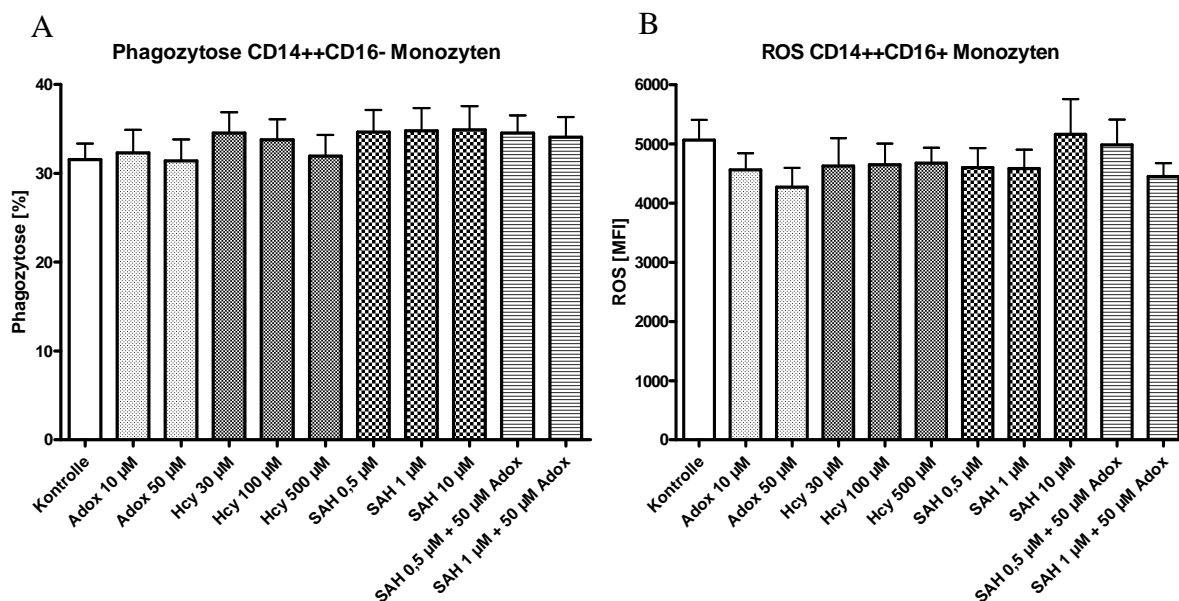 A
Phagozytose CD14++CD16- Monozyten
Phagozytose [%]
40
30
20
10
0
Kontrolle
Adox 10 µM
Adox 50 µM
Hcy 30 µM
Hcy 100 µM
Hcy 500 µM
SAH 0,5 µM
SAH 1 µM
SAH 10 µM
SAH 0,5 µM + 50 µM Adox
SAH 1 µM + 50 µM Adox
B
ROS CD14++CD16+ Monozyten
ROS [MFI]
6000
5000
4000
3000
2000
1000
0
Kontrolle
Adox 10 µM
Adox 50 µM
Hcy 30 µM
Hcy 100 µM
Hcy 500 µM
SAH 0,5 µM
SAH 1 µM
SAH 10 µM
SAH 0,5 µM + 50 µM Adox
SAH 1 µM + 50 µM Adox